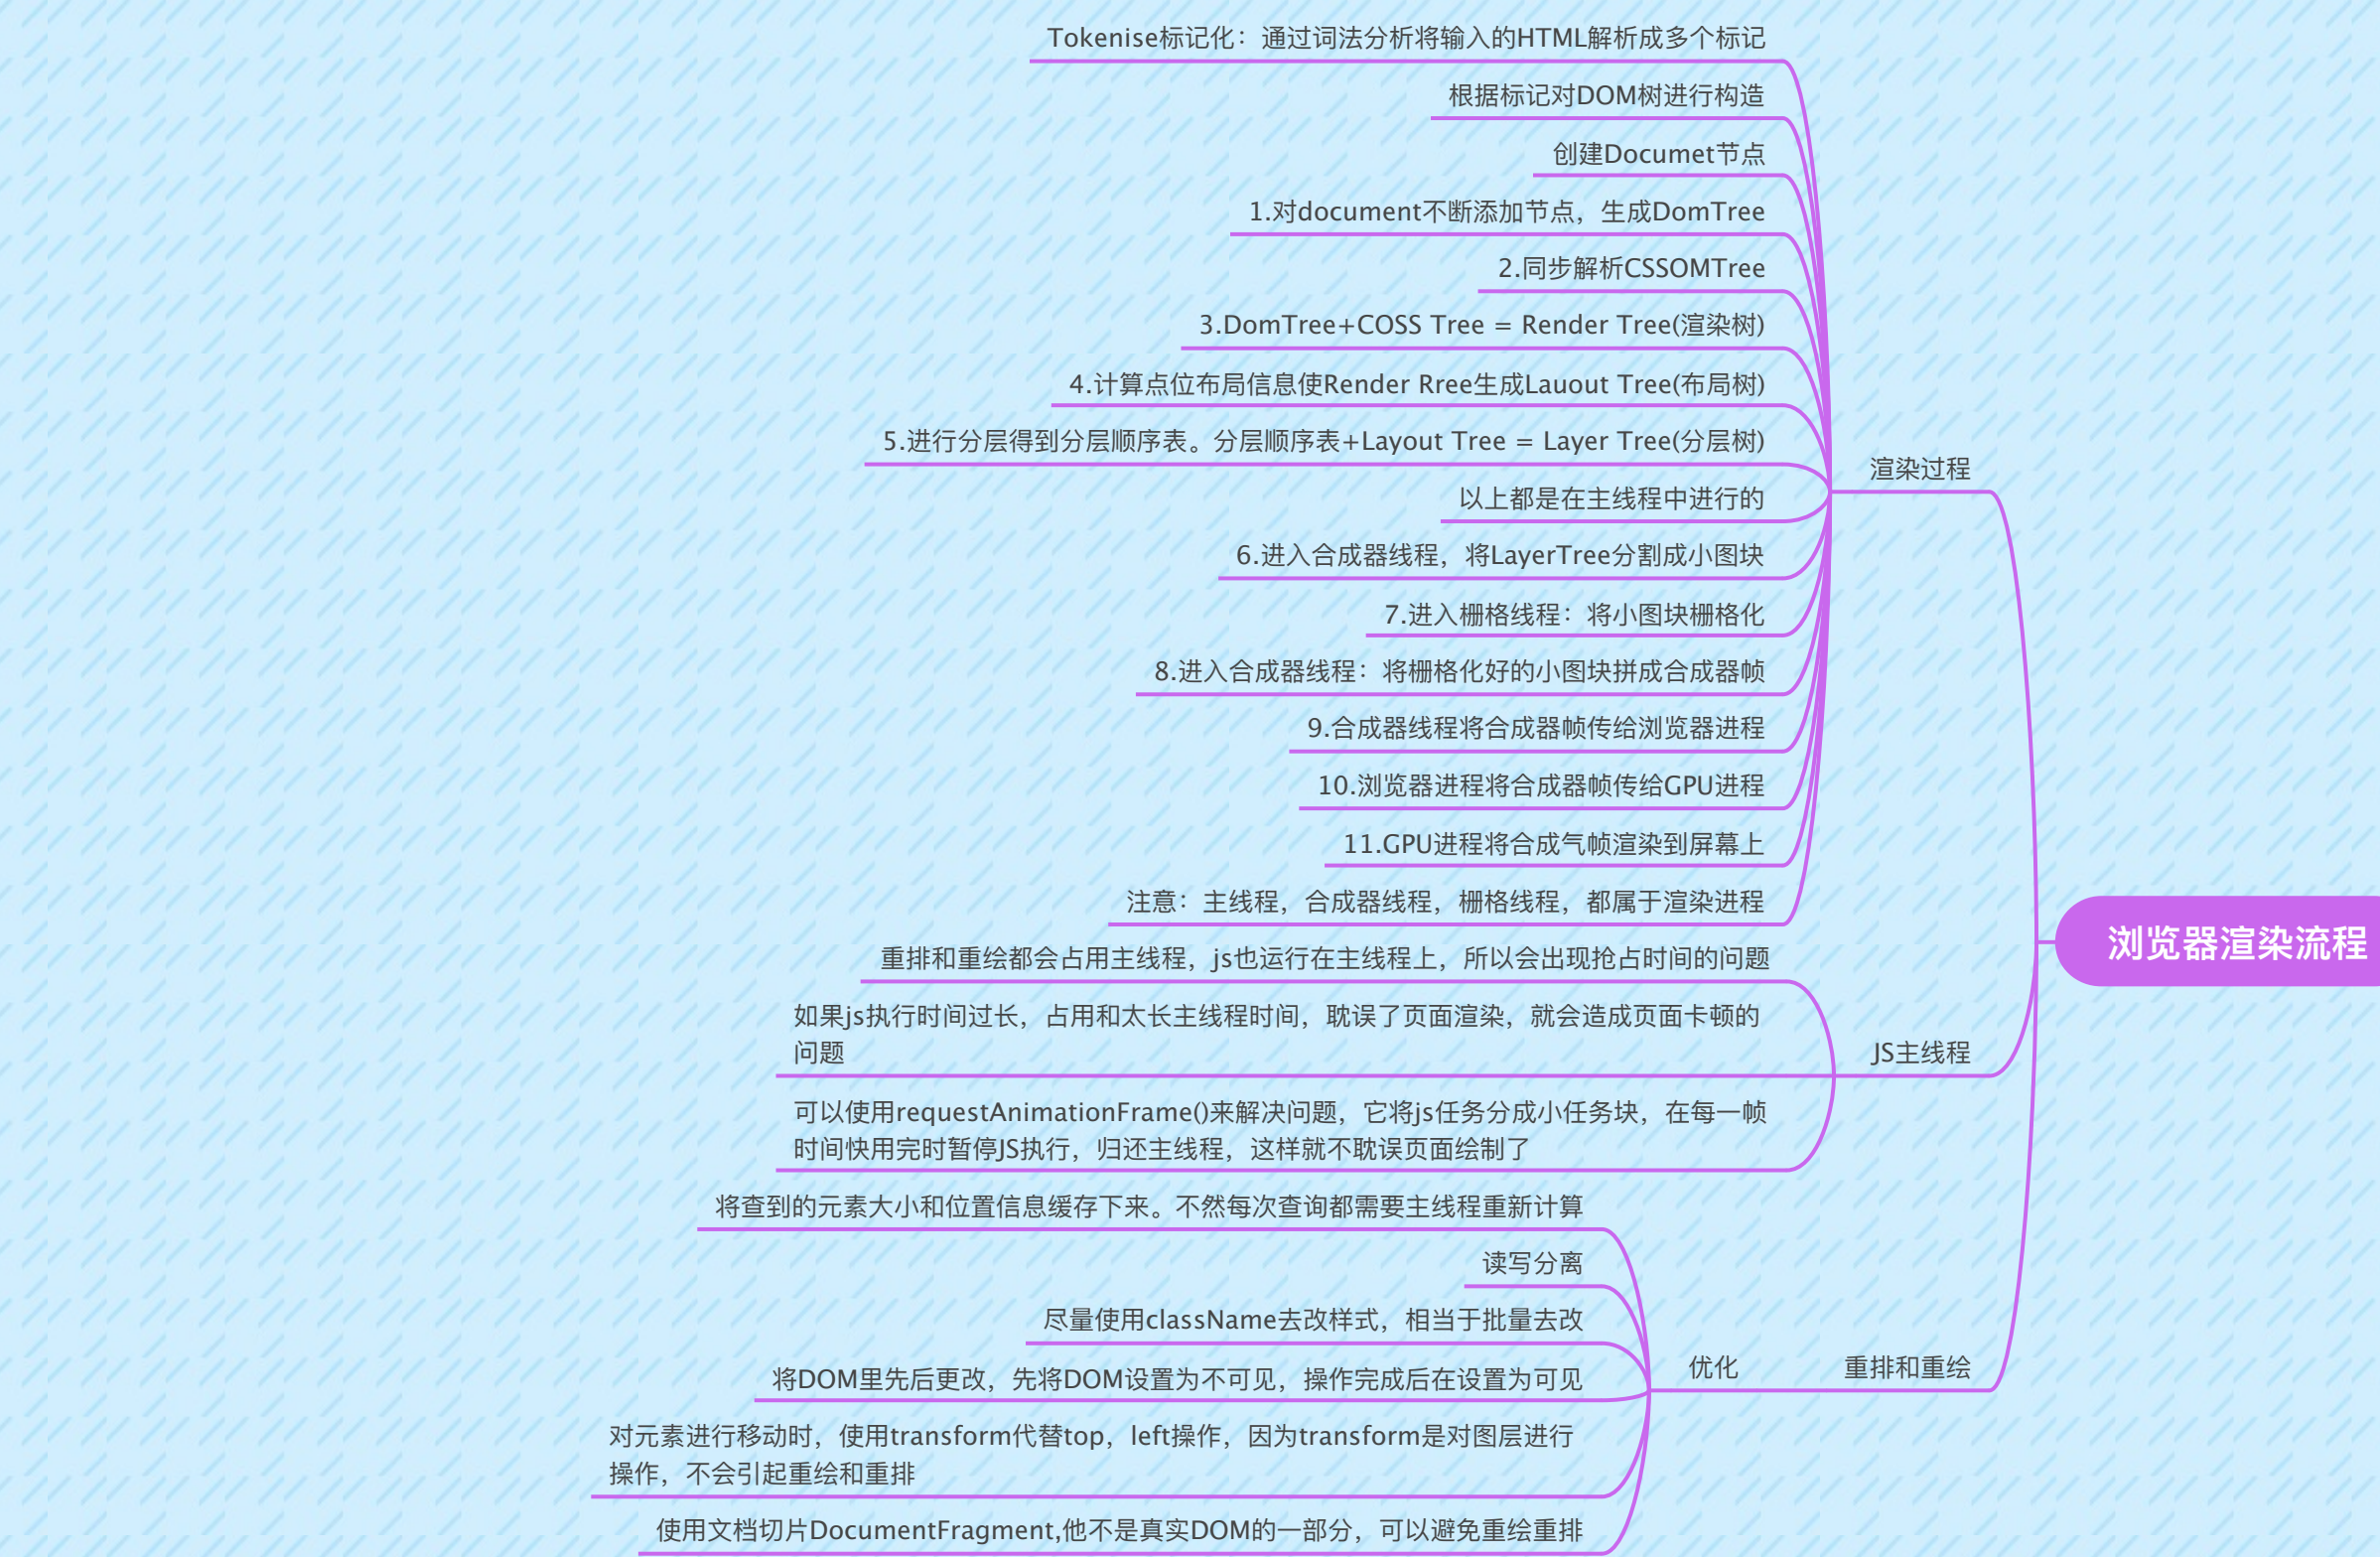 Tokenise标记化：通过词法分析将输入的HTML解析成多个标记
根据标记对DOM树进行构造
创建Documet节点
1.对document不断添加节点，生成DomTree
2.同步解析CSSOMTree
3.DomTree+COSS Tree = Render Tree(渲染树)
4.计算点位布局信息使Render Rree生成Lauout Tree(布局树)
5.进行分层得到分层顺序表。分层顺序表+Layout Tree = Layer Tree(分层树)
渲染过程
以上都是在主线程中进行的
6.进入合成器线程，将LayerTree分割成小图块
7.进入栅格线程：将小图块栅格化
8.进入合成器线程：将栅格化好的小图块拼成合成器帧
9.合成器线程将合成器帧传给浏览器进程
10.浏览器进程将合成器帧传给GPU进程
11.GPU进程将合成气帧渲染到屏幕上
注意：主线程，合成器线程，栅格线程，都属于渲染进程
浏览器渲染流程
重排和重绘都会占用主线程，js也运行在主线程上，所以会出现抢占时间的问题
如果js执行时间过长，占用和太长主线程时间，耽误了页面渲染，就会造成页面卡顿的
问题
JS主线程
可以使用requestAnimationFrame()来解决问题，它将js任务分成小任务块，在每一帧
时间快用完时暂停JS执行，归还主线程，这样就不耽误页面绘制了
将查到的元素大小和位置信息缓存下来。不然每次查询都需要主线程重新计算
读写分离
尽量使用className去改样式，相当于批量去改
将DOM里先后更改，先将DOM设置为不可见，操作完成后在设置为可见
优化
重排和重绘
对元素进行移动时，使用transform代替top，left操作，因为transform是对图层进行
操作，不会引起重绘和重排
使用文档切片DocumentFragment,他不是真实DOM的一部分，可以避免重绘重排